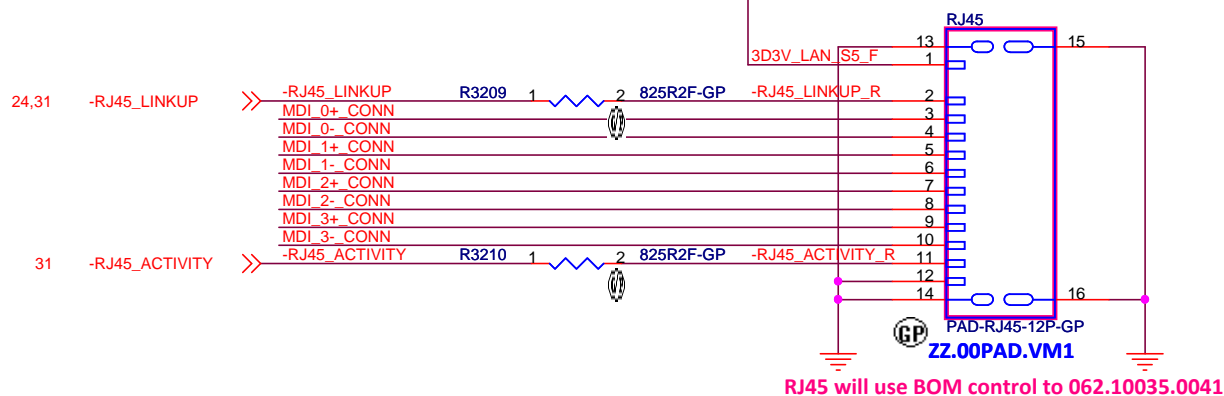 RJ45
13 15
3D3V_LAN_S5_F 1
24,31 -RJ45_LINKUP -RJ45_LINKUP R3209 1 2 825R2F-GP -RJ45_LINKUP_R 2
MDI_0+_CONN 3
MDI_0-_CONN 4
MDI_1+_CONN 5
MDI_1-_CONN 6
MDI_2+_CONN 7
MDI_2-_CONN 8
MDI_3+_CONN 9
MDI_3-_CONN 10
31 -RJ45_ACTIVITY -RJ45_ACTIVITY R3210 1 2 825R2F-GP -RJ45_ACTIVITY_R 11
12
14 16
GP PAD-RJ45-12P-GP
ZZ.00PAD.VM1
RJ45 will use BOM control to 062.10035.0041